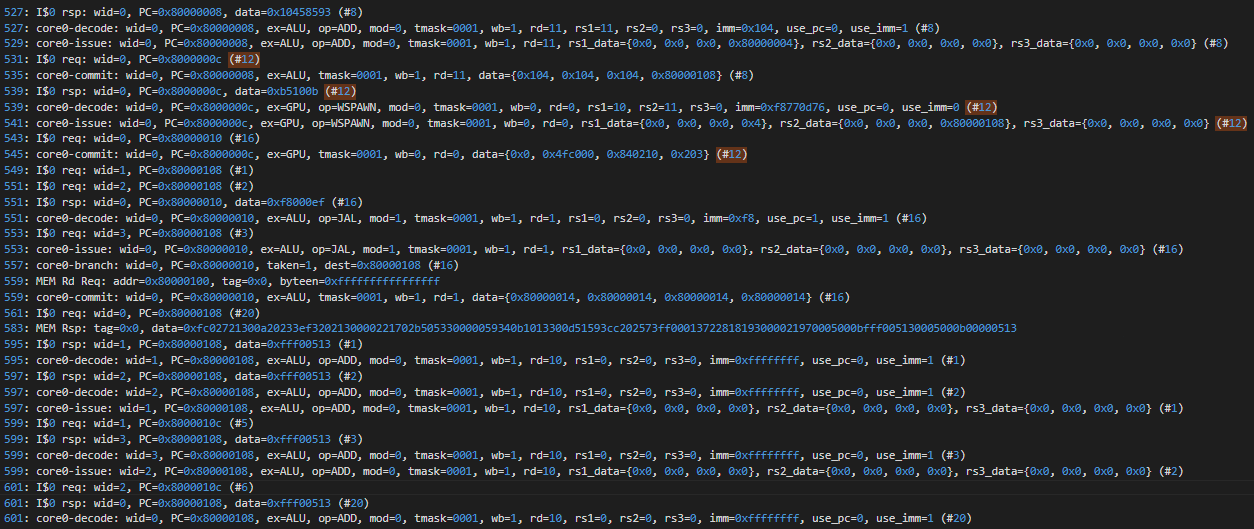 527: I$0 rsp: wid=0, PC=0x80000008, data=0x10458593 (#8)
527: core0-decode: wid=0, PC=0x80000008, ex=ALU, op=ADD, mod=0, tmask=0001, wb=1, rd=11, rs1=11, rs2=0, rs3=0, imm=0x104, use_pc=0, use_imm=1 (#8)
529: core0-issue: wid=0, PC=0x80000008, ex=ALU, op=ADD, mod=0, tmask=0001, wb=1, rd=11, rs1_data={0x0, 0x0, 0x0, 0x80000004}, rs2_data={0x0, 0x0, 0x0, 0x0}, rs3_data={0x0, 0x0, 0x0, 0x0} (#8)
531: I$0 req: wid=0, PC=0x8000000c (#12)
535: core0-commit: wid=0, PC=0x80000008, ex=ALU, tmask=0001, wb=1, rd=11, data={0x104, 0x104, 0x104, 0x80000108} (#8)
539: I$0 rsp: wid=0, PC=0x8000000c, data=0xb5100b (#12)
539: core0-decode: wid=0, PC=0x8000000c, ex=GPU, op=WSPAWN, mod=0, tmask=0001, wb=0, rd=0, rs1=10, rs2=11, rs3=0, imm=0xf8770d76, use_pc=0, use_imm=0 (#12)
541: core0-issue: wid=0, PC=0x8000000c, ex=GPU, op=WSPAWN, mod=0, tmask=0001, wb=0, rd=0, rs1_data={0x0, 0x0, 0x0, 0x4}, rs2_data={0x0, 0x0, 0x0, 0x80000108}, rs3_data={0x0, 0x0, 0x0, 0x0} (#12)
543: I$0 req: wid=0, PC=0x80000010 (#16)
545: core0-commit: wid=0, PC=0x8000000c, ex=GPU, tmask=0001, wb=0, rd=0, data={0x0, 0x4fc000, 0x840210, 0x203} (#12)
549: I$0 req: wid=1, PC=0x80000108 (#1)
551: I$0 req: wid=2, PC=0x80000108 (#2)
551: I$0 rsp: wid=0, PC=0x80000010, data=0xf8000ef (#16)
551: core0-decode: wid=0, PC=0x80000010, ex=ALU, op=JAL, mod=1, tmask=0001, wb=1, rd=1, rs1=0, rs2=0, rs3=0, imm=0xf8, use_pc=1, use_imm=1 (#16)
553: I$0 req: wid=3, PC=0x80000108 (#3)
553: core0-issue: wid=0, PC=0x80000010, ex=ALU, op=JAL, mod=1, tmask=0001, wb=1, rd=1, rs1_data={0x0, 0x0, 0x0, 0x0}, rs2_data={0x0, 0x0, 0x0, 0x0}, rs3_data={0x0, 0x0, 0x0, 0x0} (#16)
557: core0-branch: wid=0, PC=0x80000010, taken=1, dest=0x80000108 (#16)
559: MEM Rd Req: addr=0x80000100, tag=0x0, byteen=0xffffffffffffffff
559: core0-commit: wid=0, PC=0x80000010, ex=ALU, tmask=0001, wb=1, rd=1, data={0x80000014, 0x80000014, 0x80000014, 0x80000014} (#16)
561: I$0 req: wid=0, PC=0x80000108 (#20)
583: MEM Rsp: tag=0x0, data=0xfc02721300a20233ef3202130000221702b505330000059340b1013300d51593cc202573ff00013722818193000021970005000bfff005130005000b00000513
595: I$0 rsp: wid=1, PC=0x80000108, data=0xfff00513 (#1)
595: core0-decode: wid=1, PC=0x80000108, ex=ALU, op=ADD, mod=0, tmask=0001, wb=1, rd=10, rs1=0, rs2=0, rs3=0, imm=0xffffffff, use_pc=0, use_imm=1 (#1)
597: I$0 rsp: wid=2, PC=0x80000108, data=0xfff00513 (#2)
597: core0-decode: wid=2, PC=0x80000108, ex=ALU, op=ADD, mod=0, tmask=0001, wb=1, rd=10, rs1=0, rs2=0, rs3=0, imm=0xffffffff, use_pc=0, use_imm=1 (#2)
597: core0-issue: wid=1, PC=0x80000108, ex=ALU, op=ADD, mod=0, tmask=0001, wb=1, rd=10, rs1_data={0x0, 0x0, 0x0, 0x0}, rs2_data={0x0, 0x0, 0x0, 0x0}, rs3_data={0x0, 0x0, 0x0, 0x0} (#1)
599: I$0 req: wid=1, PC=0x8000010c (#5)
599: I$0 rsp: wid=3, PC=0x80000108, data=0xfff00513 (#3)
599: core0-decode: wid=3, PC=0x80000108, ex=ALU, op=ADD, mod=0, tmask=0001, wb=1, rd=10, rs1=0, rs2=0, rs3=0, imm=0xffffffff, use_pc=0, use_imm=1 (#3)
599: core0-issue: wid=2, PC=0x80000108, ex=ALU, op=ADD, mod=0, tmask=0001, wb=1, rd=10, rs1_data={0x0, 0x0, 0x0, 0x0}, rs2_data={0x0, 0x0, 0x0, 0x0}, rs3_data={0x0, 0x0, 0x0, 0x0} (#2)
601: I$0 req: wid=2, PC=0x8000010c (#6)
601: I$0 rsp: wid=0, PC=0x80000108, data=0xfff00513 (#20)
601: core0-decode: wid=0, PC=0x80000108, ex=ALU, op=ADD, mod=0, tmask=0001, wb=1, rd=10, rs1=0, rs2=0, rs3=0, imm=0xffffffff, use_pc=0, use_imm=1 (#20)